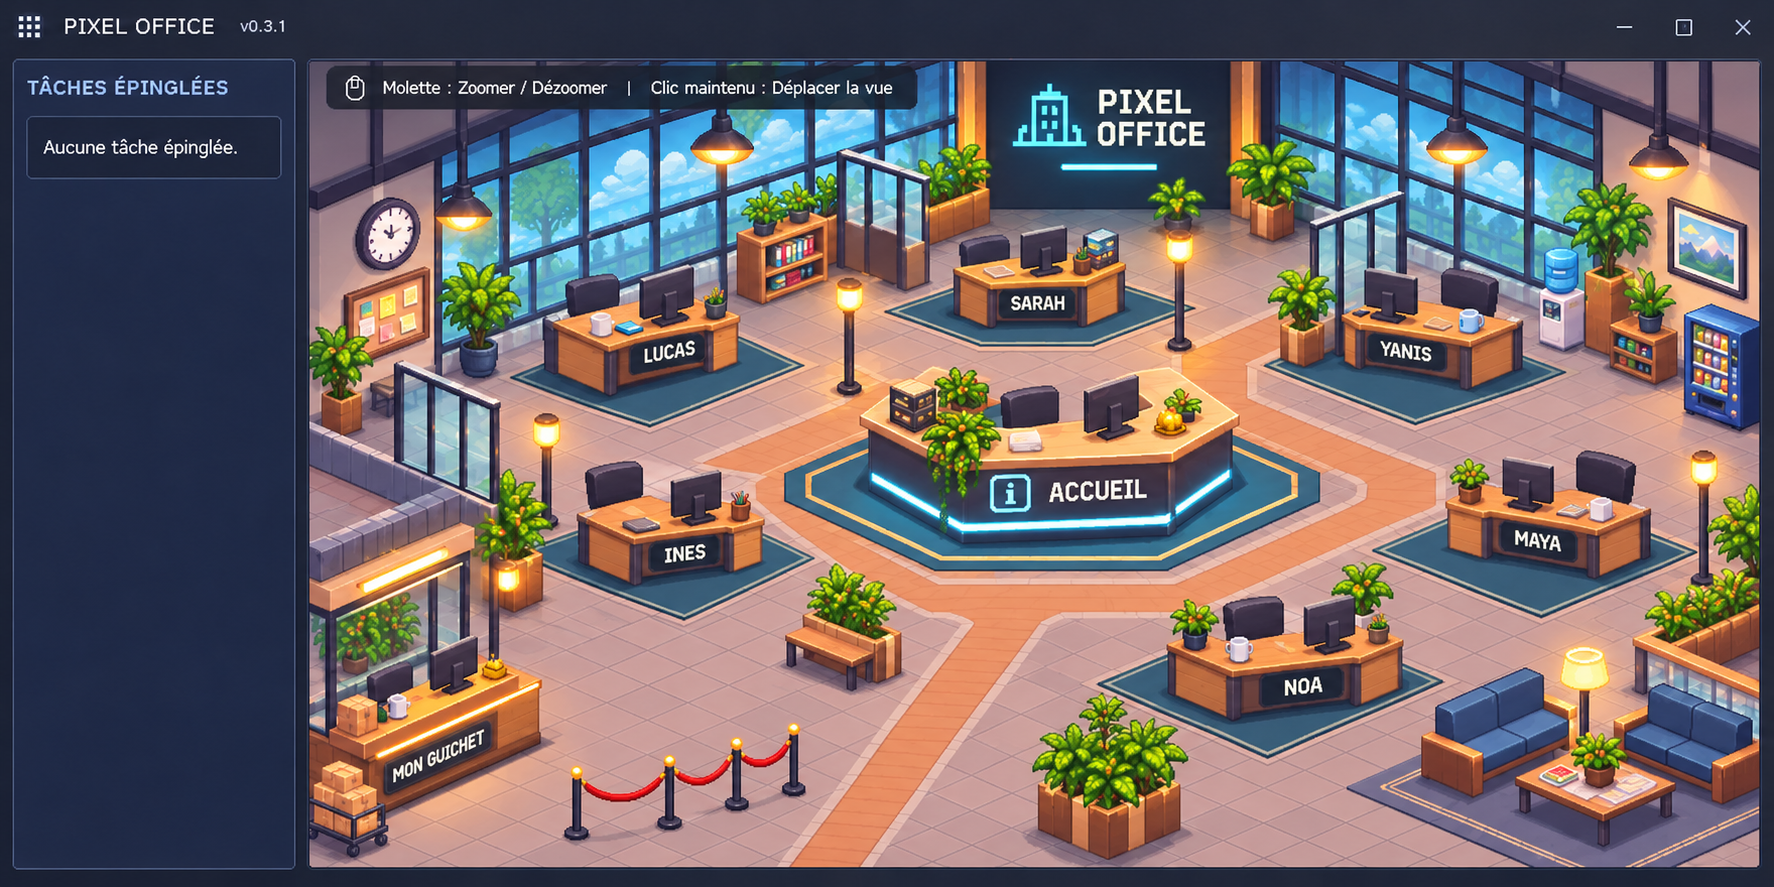 PIXEL OFFICE v0.3.1
TÂCHES ÉPINGLÉES
Aucune tâche épinglée.
Molette : Zoomer / Dézoomer | Clic maintenu : Déplacer la vue
PIXEL
OFFICE
SARAH
LUCAS
YANIS
ACCUEIL
INES
MAYA
NOA
MON GUICHET